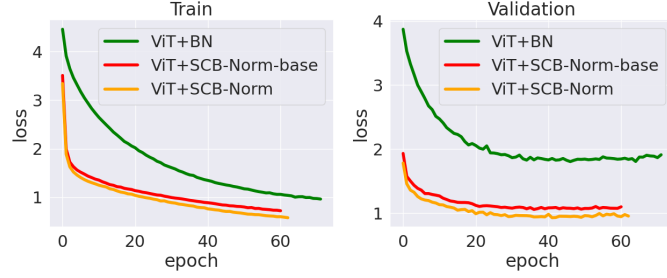 Train
loss
4
3
2
1
ViT+BN
ViT+SCB-Norm-base
ViT+SCB-Norm
0
20
40
60
epoch
Validation
loss
4
3
2
1
ViT+BN
ViT+SCB-Norm-base
ViT+SCB-Norm
0
20
40
60
epoch